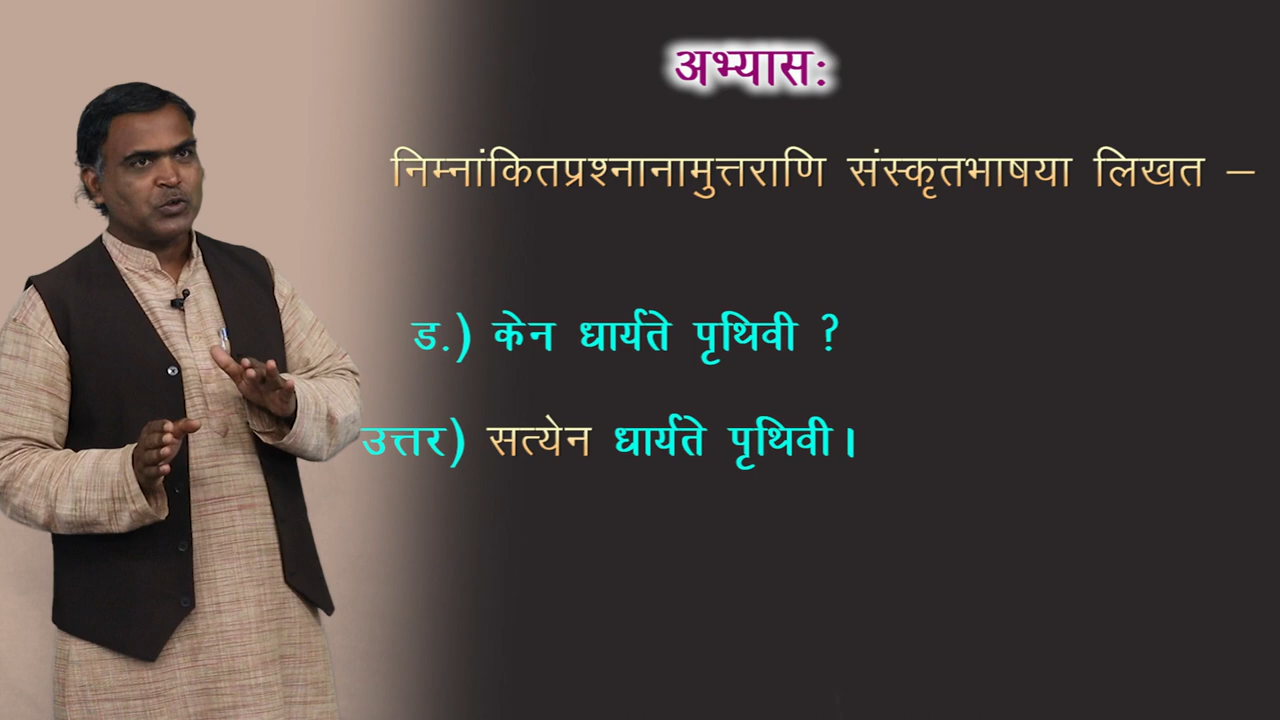 अभ्यासः
निम्नांकितप्रश्नानामुत्तराणि संस्कृतभाषया लिखत –
ड.) केन धार्यते पृथिवी ?
उत्तर) सत्येन धार्यते पृथिवी।